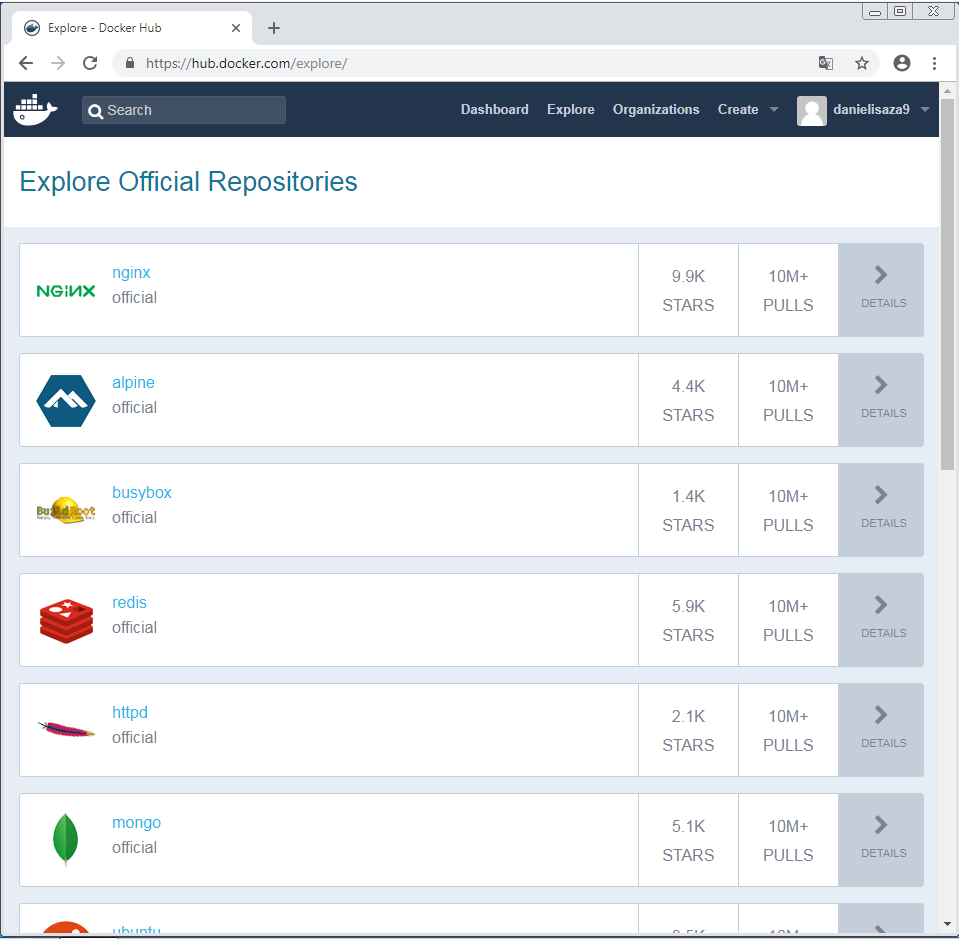 Explore - Docker Hub
https://hub.docker.com/explore/
Search
Dashboard Explore Organizations Create danielisaza9
Explore Official Repositories
NGINX
nginx
official
9.9K
STARS
10M+
PULLS
DETAILS
alpine
official
4.4K
STARS
10M+
PULLS
DETAILS
BuildRoot
busybox
official
1.4K
STARS
10M+
PULLS
DETAILS
redis
official
5.9K
STARS
10M+
PULLS
DETAILS
httpd
official
2.1K
STARS
10M+
PULLS
DETAILS
mongo
official
5.1K
STARS
10M+
PULLS
DETAILS
ubuntu